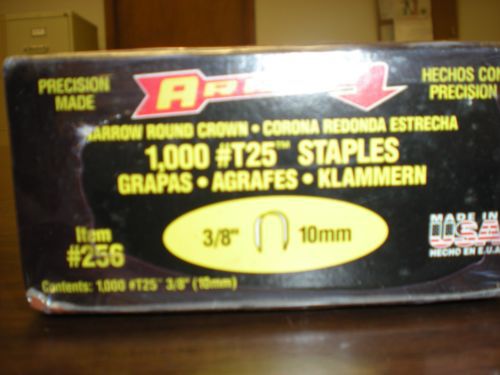 PRECISION MADE
ARROW
HECHOS CON PRECISION
NARROW ROUND CROWN • CORONA REDONDA ESTRECHA
1,000 #T25™ STAPLES
GRAPAS • AGRAFES • KLAMMERN
3/8" 10mm
Item
#256
MADE IN
USA
HECHO EN E.U.A.
Contents: 1,000 #T25™ 3/8" (10mm)